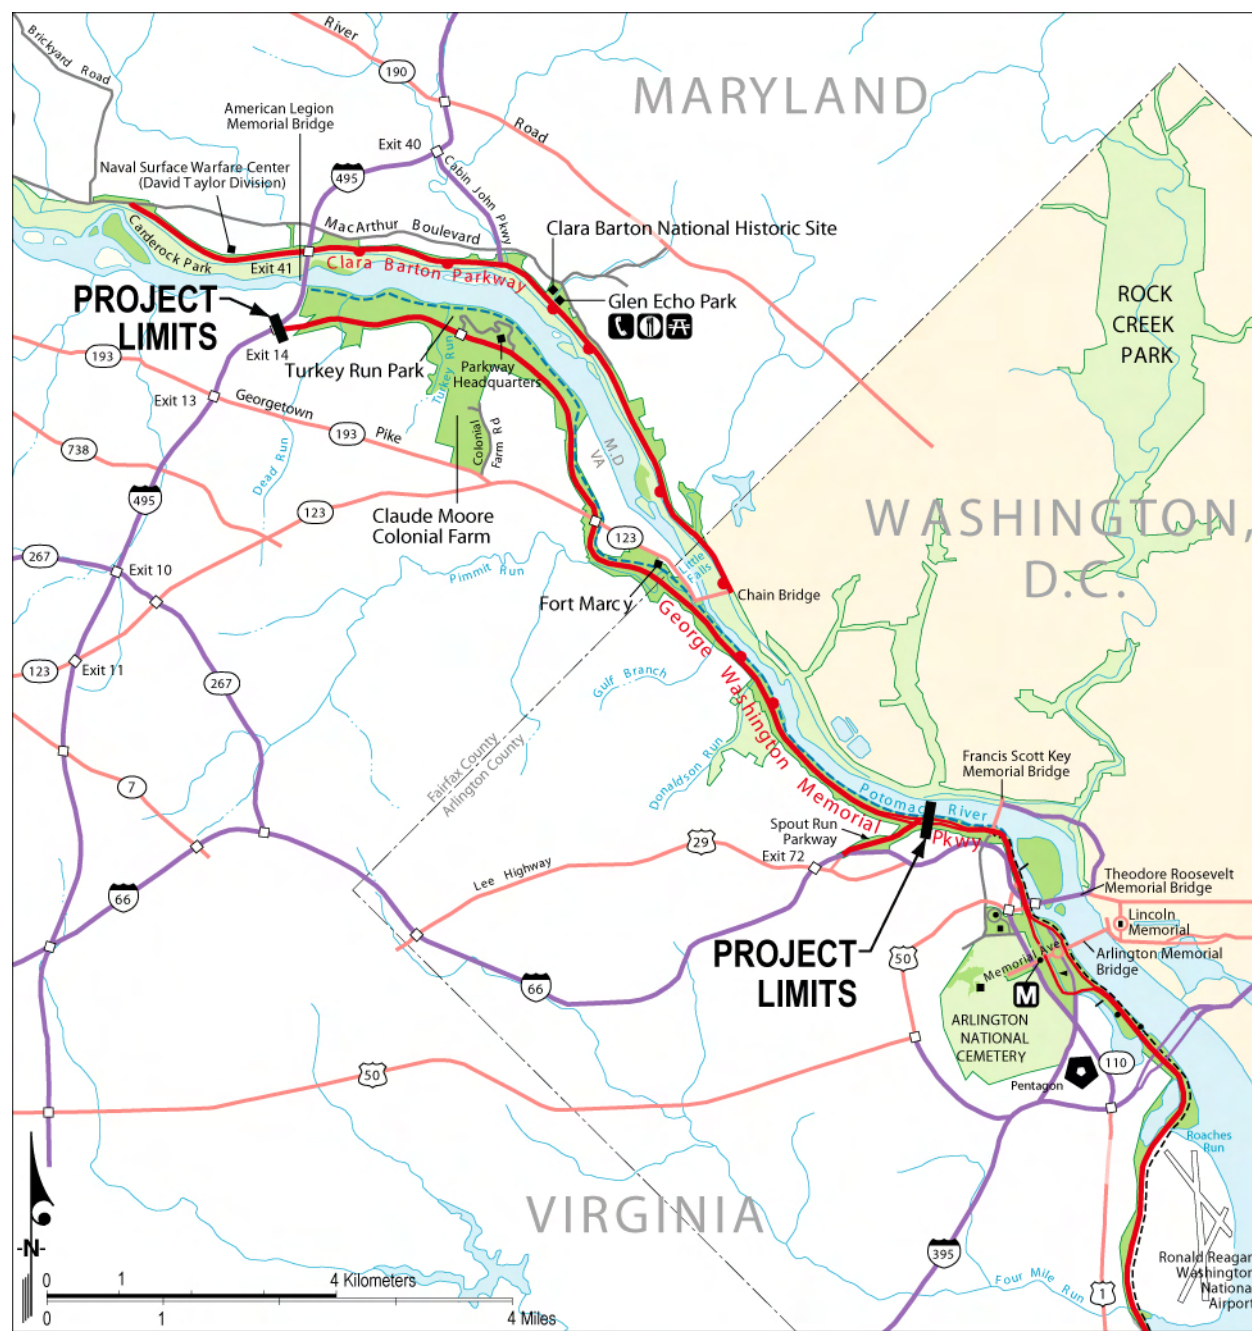 Brickyard Road
River
190
Road
MARYLAND
American Legion
Memorial Bridge
Exit 40
495
Cabin John Pkwy
Naval Surface Warfare Center
(David Taylor Division)
MacArthur Boulevard
Clara Barton National Historic Site
Carderock Park
Exit 41
Clara Barton Parkway
PROJECT
LIMITS
Glen Echo Park
ROCK
CREEK
PARK
193
Exit 14
Turkey Run Park
Turkey Run
Parkway
Headquarters
Exit 13
Georgetown
193
Pike
Colonial
Farm Rd
M.D
VA
738
Dead Run
495
123
Claude Moore
Colonial Farm
WASHINGTON,
D.C.
123
267
Exit 10
Pimmit Run
Little
Falls
Chain Bridge
Fort Marcy
George Washington Memorial Pkwy
123
Exit 11
267
Gulf Branch
Donaldson Run
Fairfax County
Arlington County
7
Francis Scott Key
Memorial Bridge
Potomac River
Spout Run
Parkway
29
Exit 72
Lee Highway
66
Theodore Roosevelt
Memorial Bridge
Lincoln
Memorial
PROJECT
LIMITS
50
Memorial Ave
Arlington Memorial
Bridge
66
M
ARLINGTON
NATIONAL
CEMETERY
110
50
Pentagon
Roaches
Run
VIRGINIA
-N-
395
Four Mile Run
1
Ronald Reagan
Washington
National
Airport
0 1 4 Kilometers
0 1 4 Miles